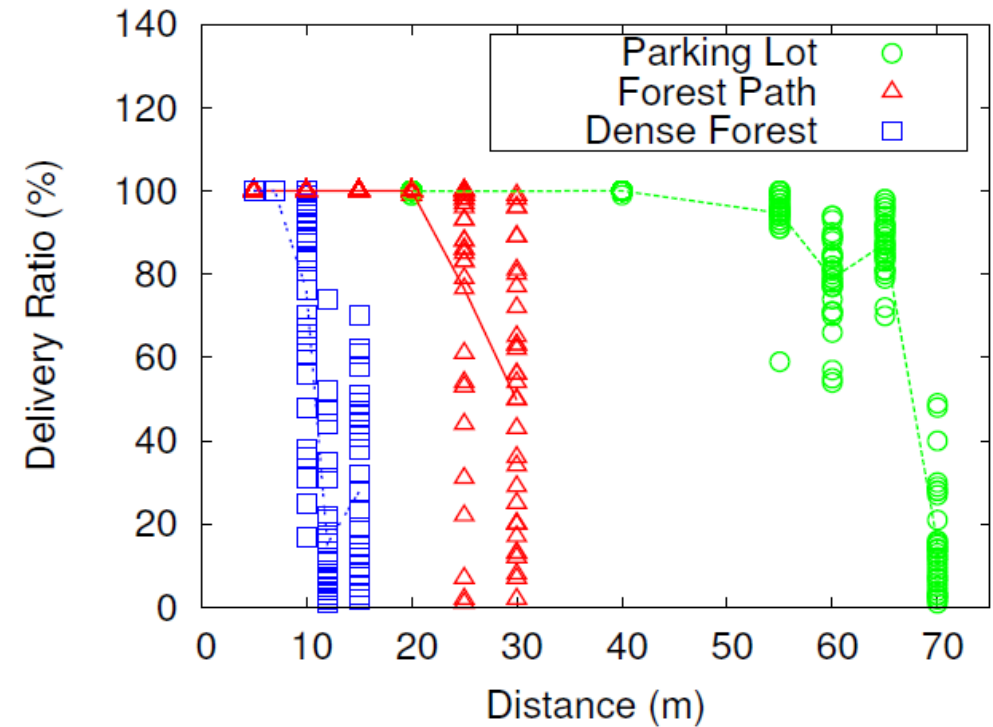 140
120
100
80
60
40
20
0
Delivery Ratio (%)
Parking Lot
Forest Path
Dense Forest
0 10 20 30 40 50 60 70
Distance (m)